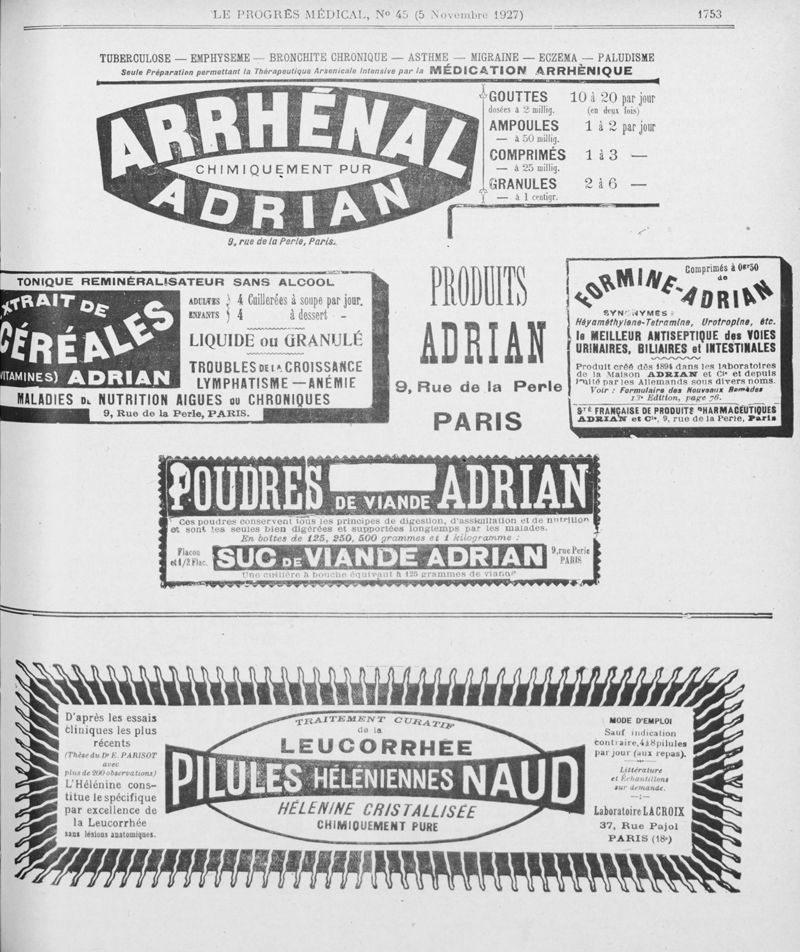 LE PROGRÈS MÉDICAL, No 45 (5 Novembre 1927) 1753
TUBERCULOSE — EMPHYSEME — BRONCHITE CHRONIQUE — ASTHME — MIGRAINE — ECZEMA — PALUDISME
Seule Préparation permettant la Thérapeutique Arsenicale Intensive par la MÉDICATION ARRHÈNIQUE
ARRHÉNAL
CHIMIQUEMENT PUR
ADRIAN
9, rue de la Perle, Paris.
GOUTTES 10 à 20 par jour
dosées à 2 millig. (en deux fois)
AMPOULES 1 à 2 par jour
— à 50 millig.
COMPRIMÉS 1 à 3 —
— à 25 millig.
GRANULES 2 à 6 —
— à 1 centigr.
TONIQUE REMINÉRALISATEUR SANS ALCOOL
EXTRAIT DE
CÉRÉALES
VITAMINES) ADRIAN
ADULTES } 4 Cuillerées à soupe par jour.
ENFANTS } 4 à dessert -
LIQUIDE ou GRANULÉ
TROUBLES DE LA CROISSANCE
LYMPHATISME — ANÉMIE
MALADIES DE NUTRITION AIGUES OU CHRONIQUES
9, Rue de la Perle, PARIS.
PRODUITS
ADRIAN
9, Rue de la Perle
PARIS
Comprimés à 0gr50
de
FORMINE-ADRIAN
SYNONYMES :
Héxaméthylène-Tetramine, Urotropine, étc.
le MEILLEUR ANTISEPTIQUE des VOIES
URINAIRES, BILIAIRES et INTESTINALES
Produit créé dès 1894 dans les laboratoires
de la Maison ADRIAN et Cie et depuis
imité par les Allemands sous divers noms.
Voir : Formulaire des Nouveaux Remèdes
13e Edition, page 76.
STÉ FRANÇAISE DE PRODUITS PHARMACEUTIQUES
ADRIAN et Cie, 9, rue de la Perle, Paris
POUDRES DE VIANDE ADRIAN
Ces poudres conservent tous les principes de digestion, d'assimilation et de nutrition
et sont les seules bien digérées et supportées longtemps par les malades.
En boîtes de 125, 250, 500 grammes et 1 kilogramme :
Flacon
et 1/2 Flac.
SUC DE VIANDE ADRIAN
9, rue Perle
PARIS
Une cuillère à bouche équivaut à 125 grammes de viande
D'après les essais
cliniques les plus
récents
(Thèse du Dr E. PARISOT
avec
plus de 200 observations)
L'Hélénine cons-
titue le spécifique
par excellence de
la Leucorrhée
sans lésions anatomiques.
TRAITEMENT CURATIF
de la
LEUCORRHÉE
PILULES HÉLÉNIENNES NAUD
HÉLENINE CRISTALLISÉE
CHIMIQUEMENT PURE
MODE D'EMPLOI
Sauf indication
contraire, 4 à 8 pilules
par jour (aux repas).
Littérature
et Échantillons
sur demande.
Laboratoire LACROIX
37, Rue Pajol
PARIS (18e)